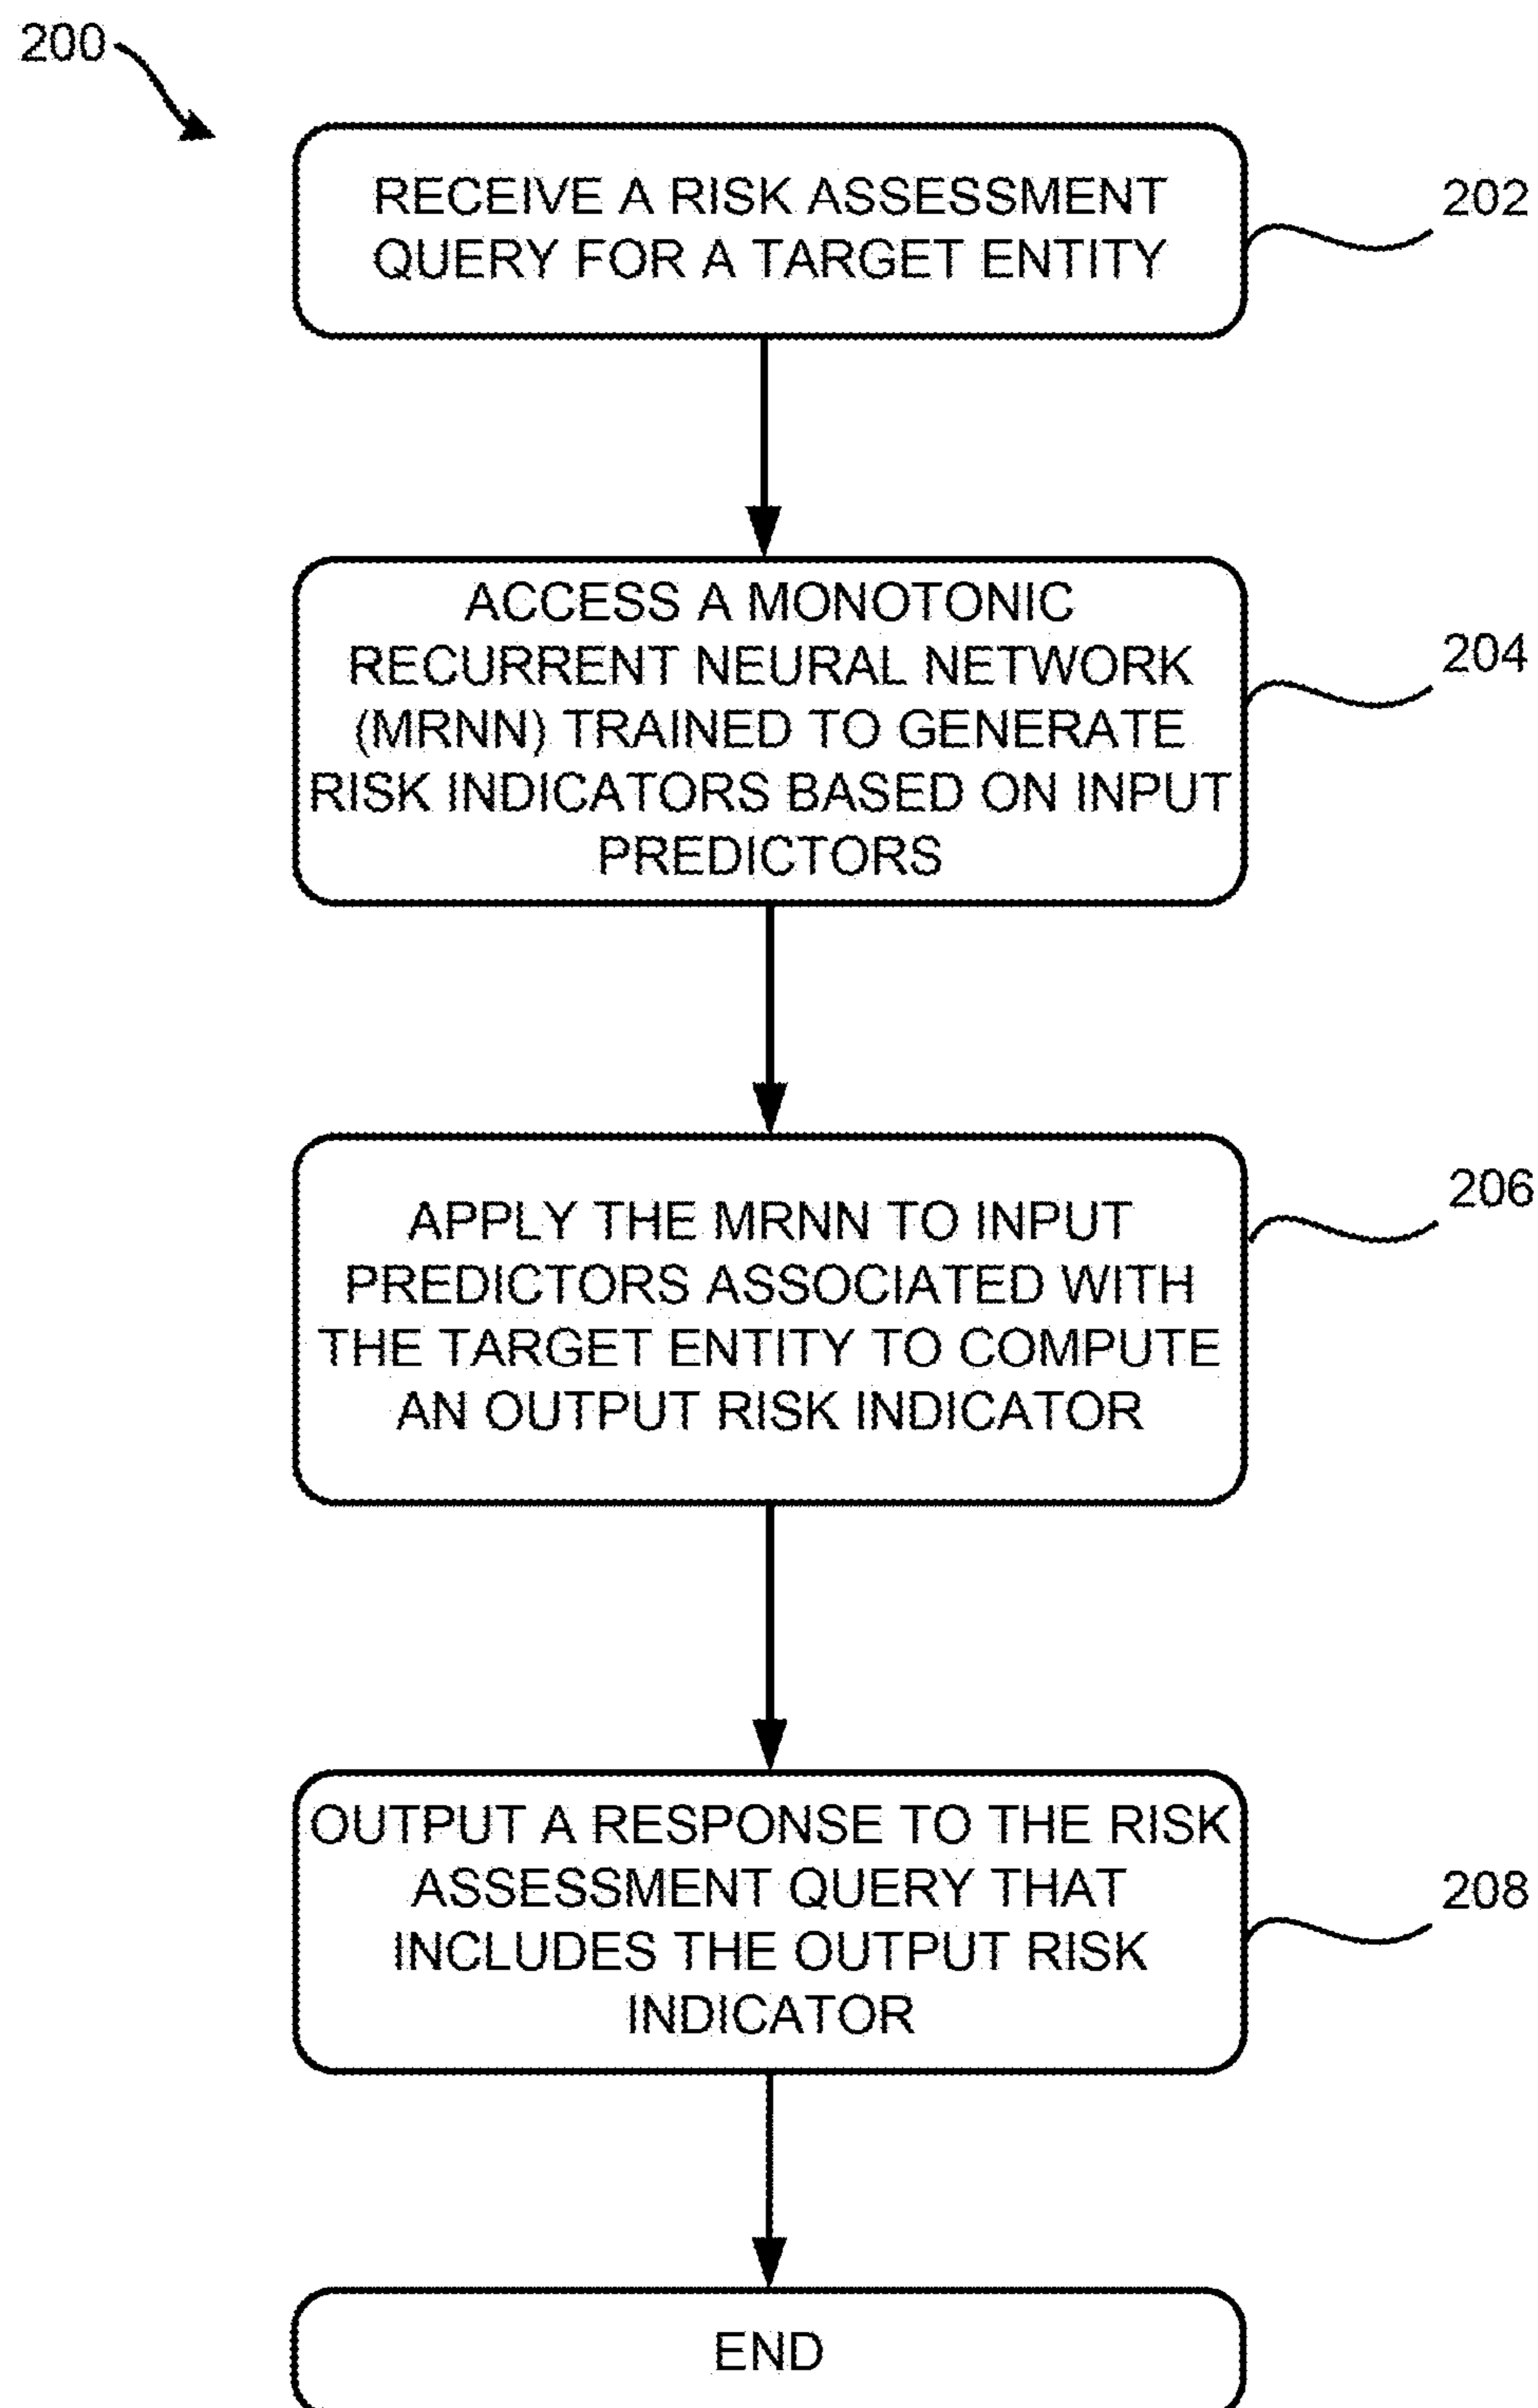 200
RECEIVE A RISK ASSESSMENT
QUERY FOR A TARGET ENTITY
202
ACCESS A MONOTONIC
RECURRENT NEURAL NETWORK
(MRNN) TRAINED TO GENERATE
RISK INDICATORS BASED ON INPUT
PREDICTORS
204
APPLY THE MRNN TO INPUT
PREDICTORS ASSOCIATED WITH
THE TARGET ENTITY TO COMPUTE
AN OUTPUT RISK INDICATOR
206
OUTPUT A RESPONSE TO THE RISK
ASSESSMENT QUERY THAT
INCLUDES THE OUTPUT RISK
INDICATOR
208
END